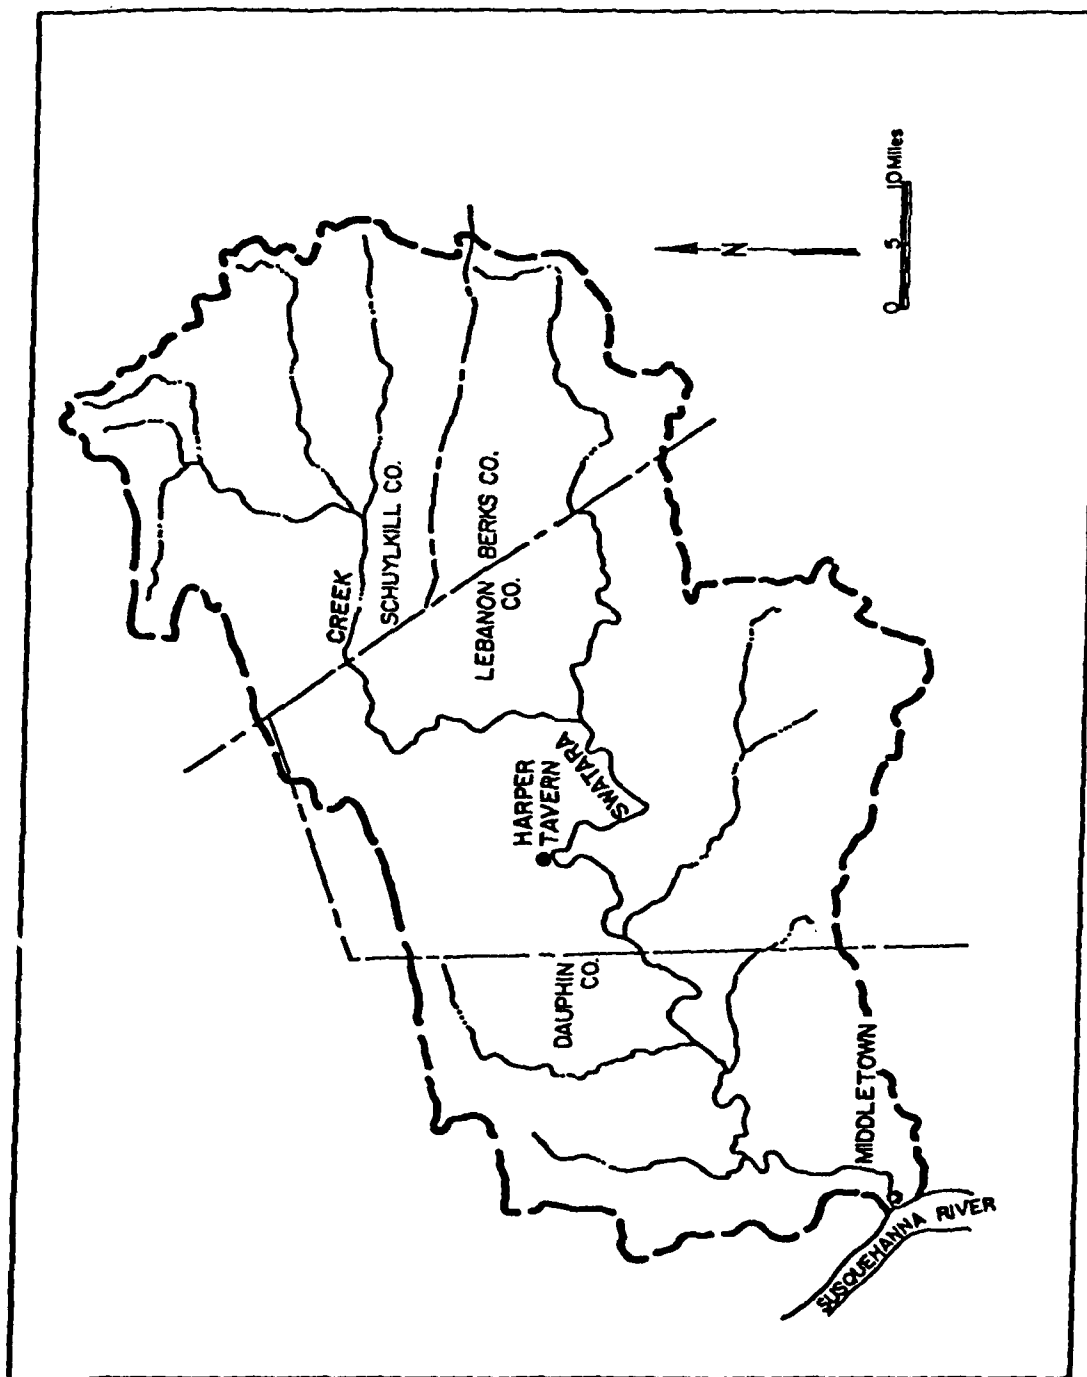 CREEK
SCHUYLKILL CO.
LEBANON BERKS CO.
CO.
HARPER
TAVERN
SWATARA
DAUPHIN
CO.
MIDDLETOWN
SUSQUEHANNA RIVER
N
0 5 10 Miles